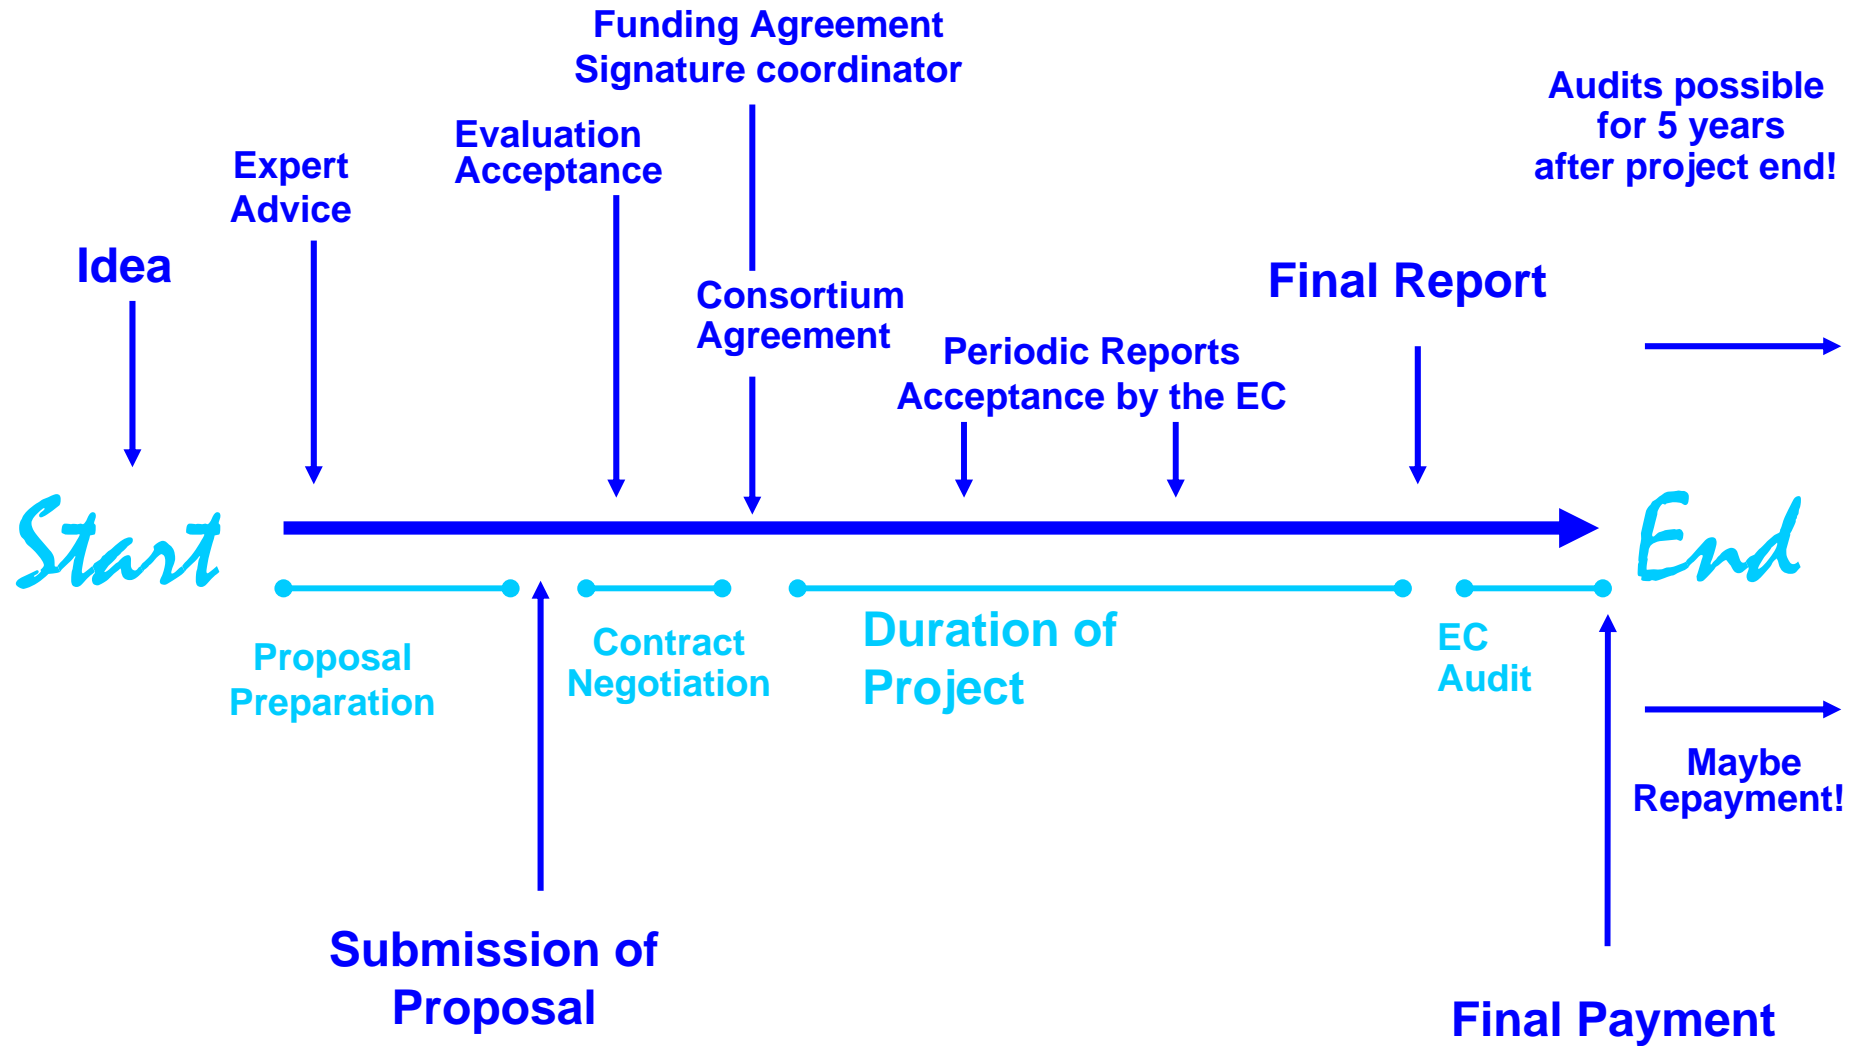 Funding Agreement
Signature coordinator
Audits possible
for 5 years
after project end!
Evaluation
Acceptance
Expert
Advice
Idea
Consortium
Agreement
Final Report
Periodic Reports
Acceptance by the EC
Start
End
Proposal
Preparation
Contract
Negotiation
Duration of
Project
EC
Audit
Maybe
Repayment!
Submission of
Proposal
Final Payment